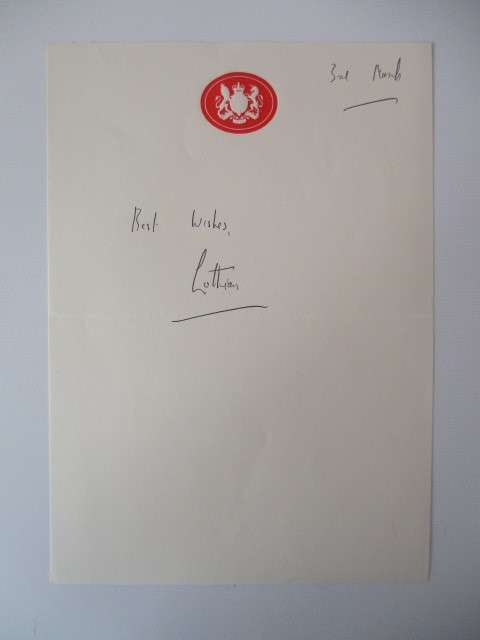 3rd March
Best Wishes,
Lothian